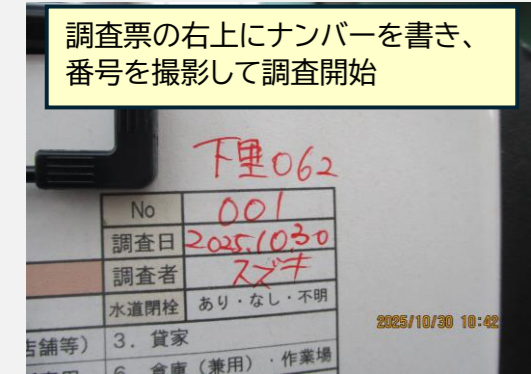 調査票の右上にナンバーを書き、
番号を撮影して調査開始
下里062
No 001
調査日 2025.10.30
調査者 スズキ
水道閉栓 あり・なし・不明
店舗等) 3. 貸家
6. 倉庫(兼用)・作業場
2025/10/30 10:42